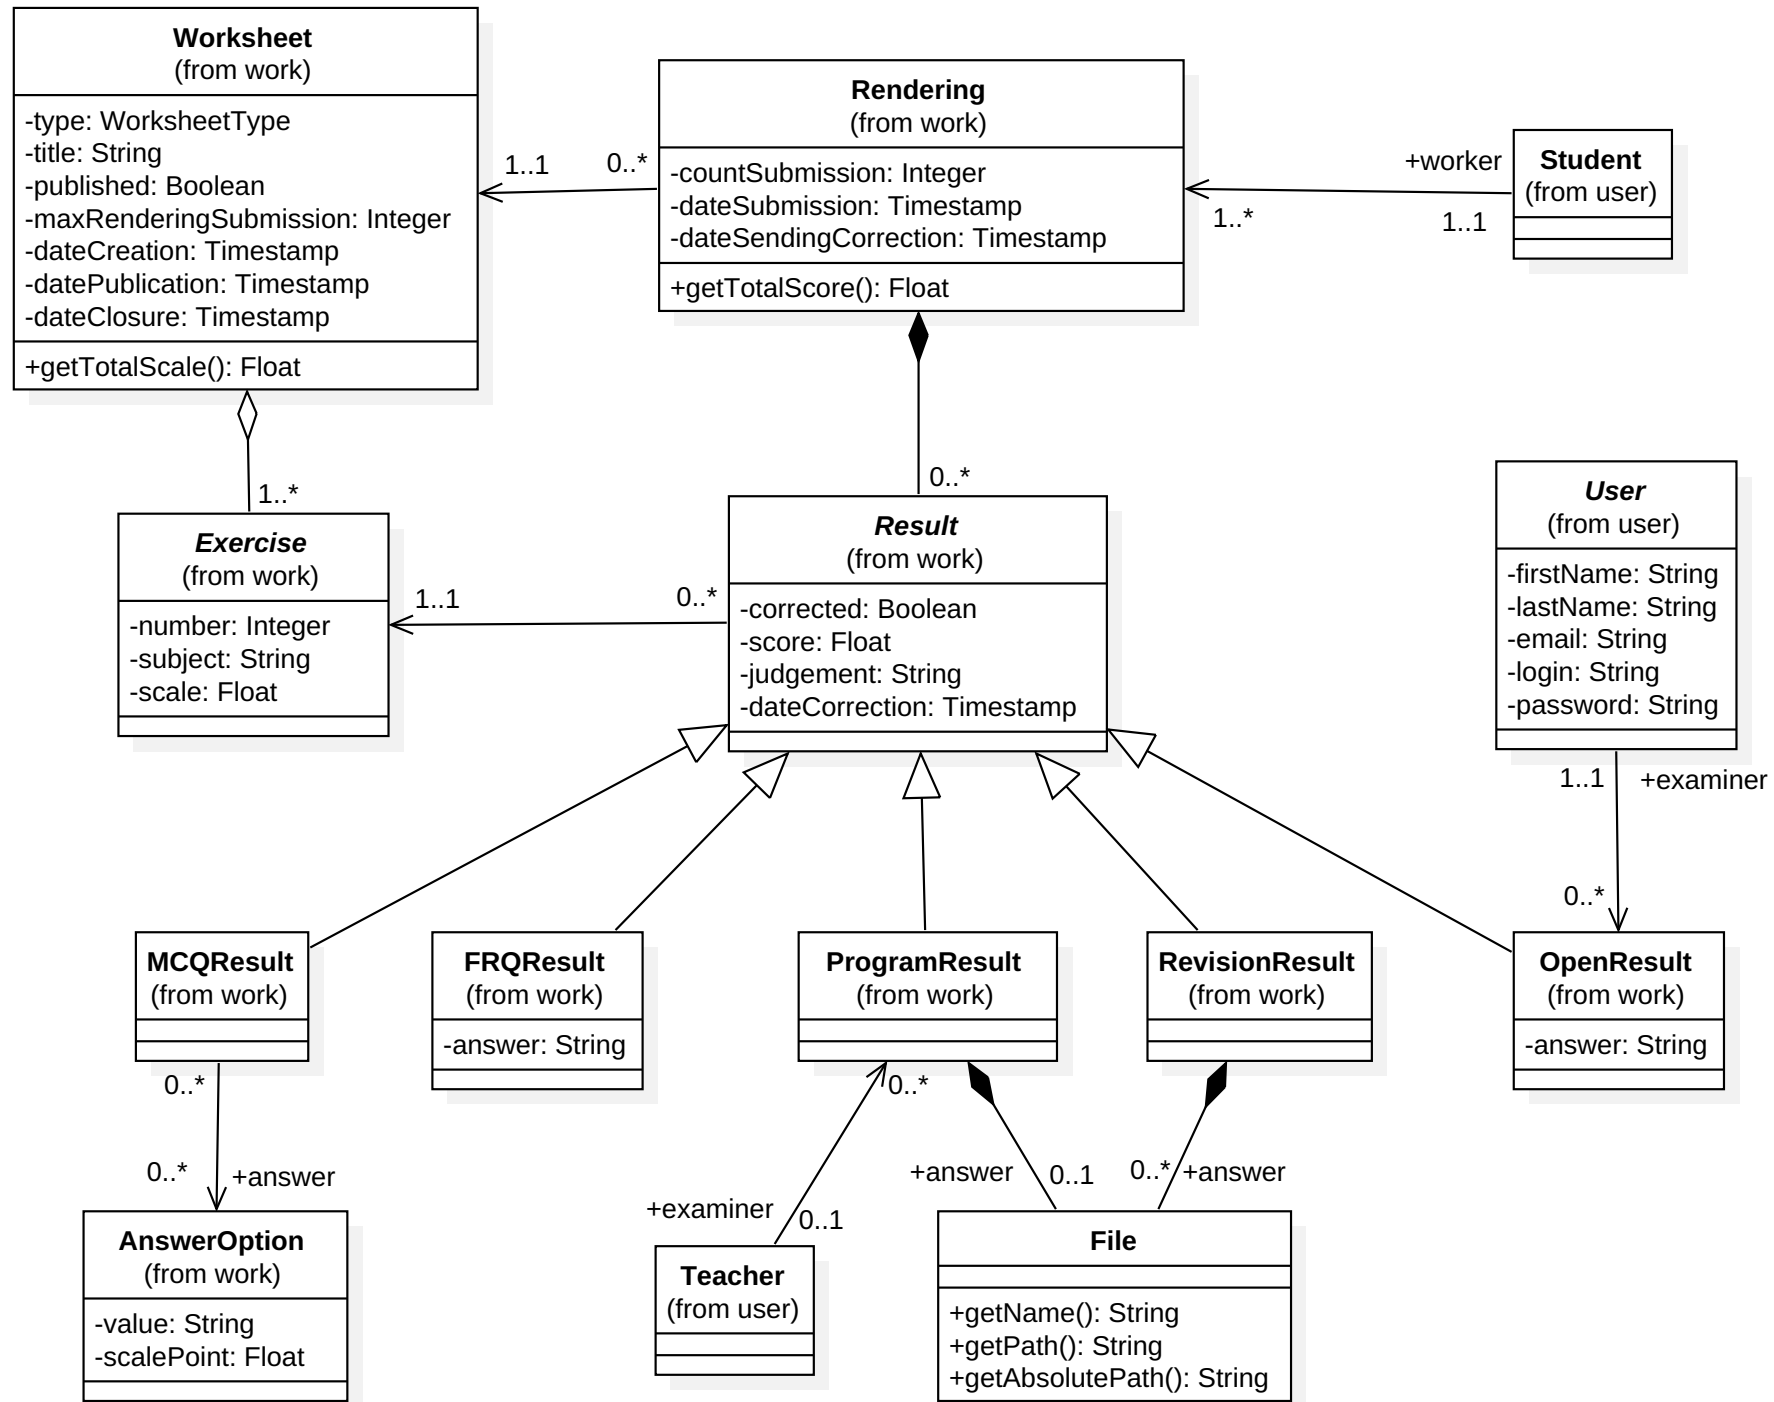 Worksheet
(from work)
-type: WorksheetType
-title: String
-published: Boolean
-maxRenderingSubmission: Integer
-dateCreation: Timestamp
-datePublication: Timestamp
-dateClosure: Timestamp
+getTotalScale(): Float
1..1
0..*
Rendering
(from work)
-countSubmission: Integer
-dateSubmission: Timestamp
-dateSendingCorrection: Timestamp
+getTotalScore(): Float
+worker
1..*
1..1
Student
(from user)
1..*
0..*
Exercise
(from work)
-number: Integer
-subject: String
-scale: Float
1..1
0..*
Result
(from work)
-corrected: Boolean
-score: Float
-judgement: String
-dateCorrection: Timestamp
User
(from user)
-firstName: String
-lastName: String
-email: String
-login: String
-password: String
1..1
+examiner
0..*
MCQResult
(from work)
FRQResult
(from work)
-answer: String
ProgramResult
(from work)
RevisionResult
(from work)
OpenResult
(from work)
-answer: String
0..*
0..*
0..*
+answer
+answer
0..1
0..*
+answer
+examiner
0..1
AnswerOption
(from work)
-value: String
-scalePoint: Float
Teacher
(from user)
File
+getName(): String
+getPath(): String
+getAbsolutePath(): String